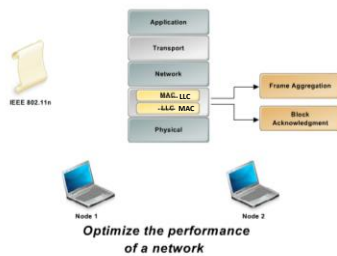 Application
Transport
Network
MAC LLC
LLC MAC
Physical
Frame Aggregation
Block
Acknowledgment
IEEE 802.11n
Node 1
Node 2
Optimize the performance
of a network